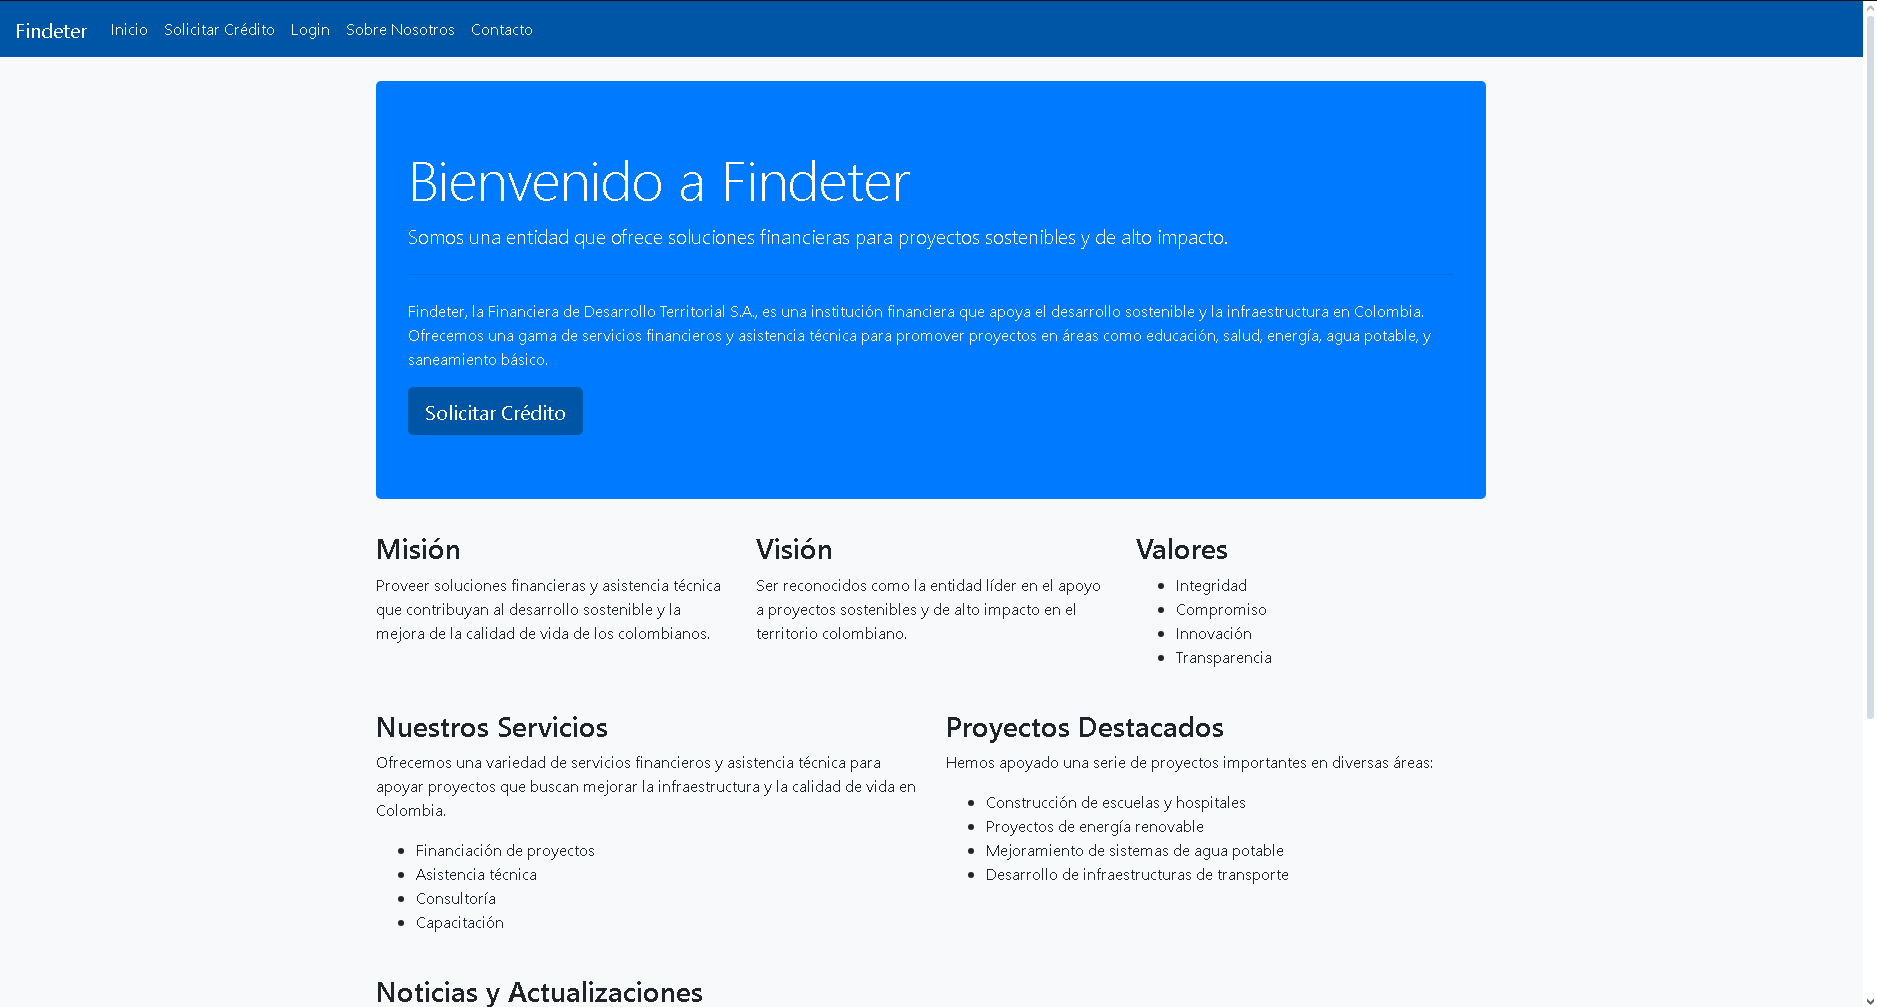 Findeter
Inicio
Solicitar Crédito
Login
Sobre Nosotros
Contacto
Bienvenido a Findeter
Somos una entidad que ofrece soluciones financieras para proyectos sostenibles y de alto impacto.
Findeter, la Financiera de Desarrollo Territorial S.A., es una institución financiera que apoya el desarrollo sostenible y la infraestructura en Colombia.
Ofrecemos una gama de servicios financieros y asistencia técnica para promover proyectos en áreas como educación, salud, energía, agua potable, y
saneamiento básico.
Solicitar Crédito
Misión
Proveer soluciones financieras y asistencia técnica
que contribuyan al desarrollo sostenible y la
mejora de la calidad de vida de los colombianos.
Visión
Ser reconocidos como la entidad líder en el apoyo
a proyectos sostenibles y de alto impacto en el
territorio colombiano.
Valores
Integridad
Compromiso
Innovación
Transparencia
Nuestros Servicios
Ofrecemos una variedad de servicios financieros y asistencia técnica para
apoyar proyectos que buscan mejorar la infraestructura y la calidad de vida en
Colombia.
Financiación de proyectos
Asistencia técnica
Consultoría
Capacitación
Proyectos Destacados
Hemos apoyado una serie de proyectos importantes en diversas áreas:
Construcción de escuelas y hospitales
Proyectos de energía renovable
Mejoramiento de sistemas de agua potable
Desarrollo de infraestructuras de transporte
Noticias y Actualizaciones